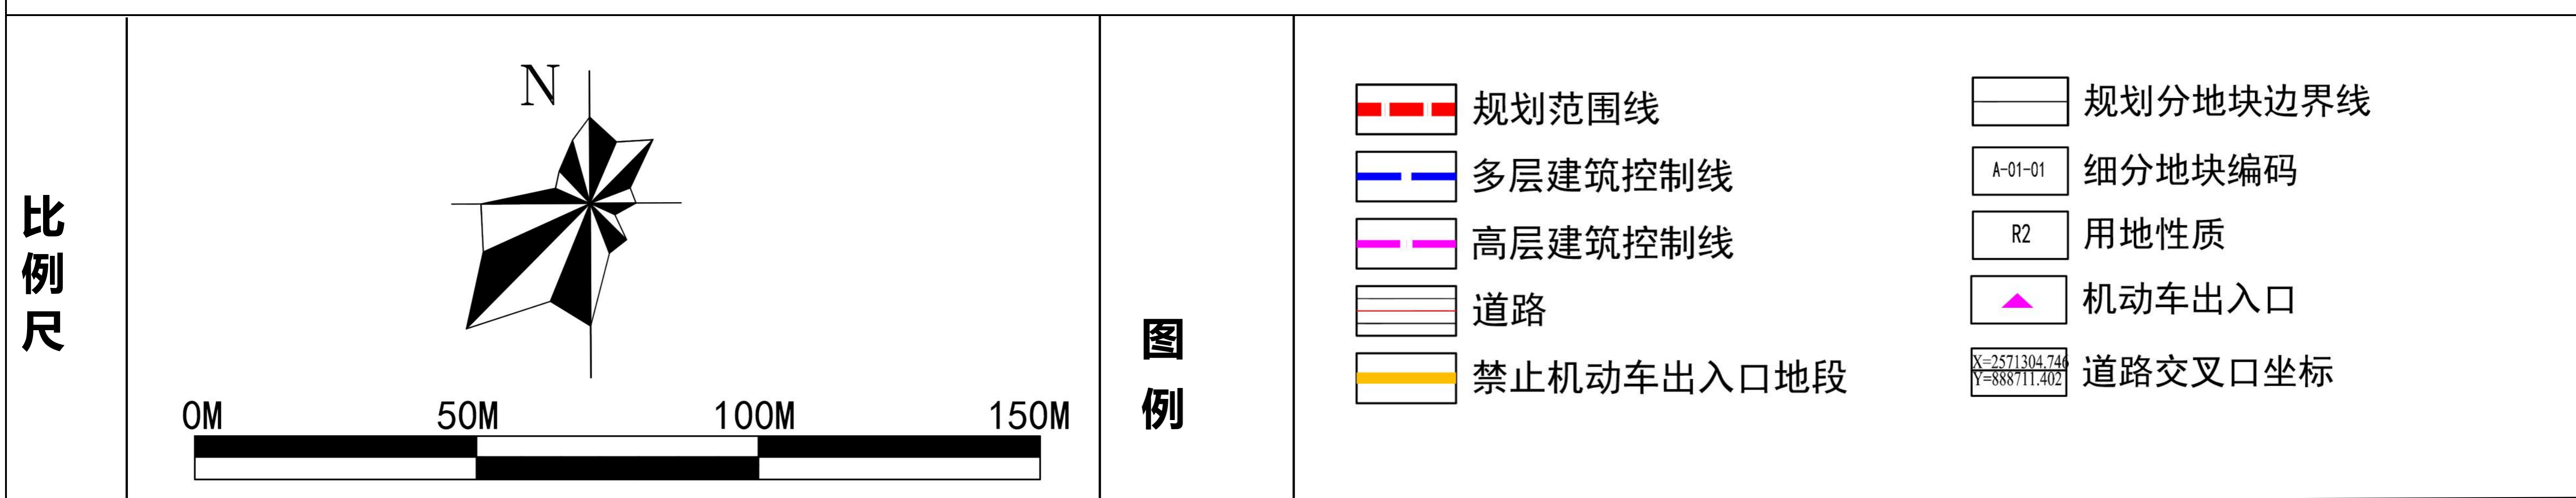 比例尺
N
0M 50M 100M 150M
图例
规划范围线
多层建筑控制线
高层建筑控制线
道路
禁止机动车出入口地段
规划分地块边界线
A-01-01 细分地块编码
R2 用地性质
机动车出入口
X=2571304.746
Y=888711.402
道路交叉口坐标